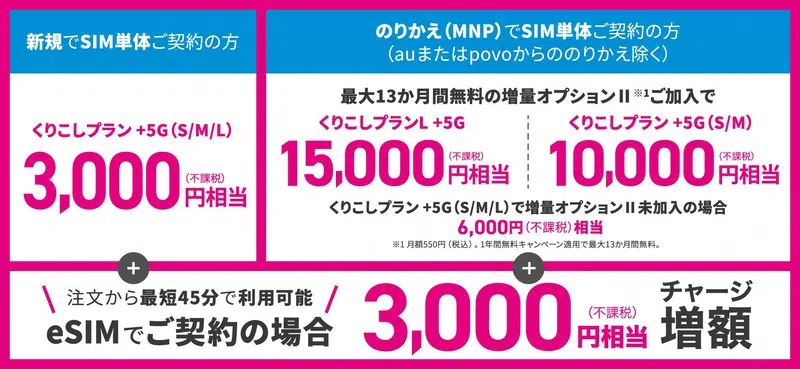 新規でSIM単体ご契約の方
くりこしプラン +5G(S/M/L)
3,000(不課税)円相当
のりかえ(MNP)でSIM単体ご契約の方
(auまたはpovoからののりかえ除く)
最大13か月間無料の増量オプションⅡ※1ご加入で
くりこしプランL +5G
15,000(不課税)円相当
くりこしプラン +5G(S/M)
10,000(不課税)円相当
くりこしプラン +5G(S/M/L)で増量オプションⅡ未加入の場合
6,000円(不課税)相当
※1 月額550円(税込)。1年間無料キャンペーン適用で最大13か月間無料。
+
+
注文から最短45分で利用可能
eSIMでご契約の場合
3,000(不課税)円相当
チャージ
増額